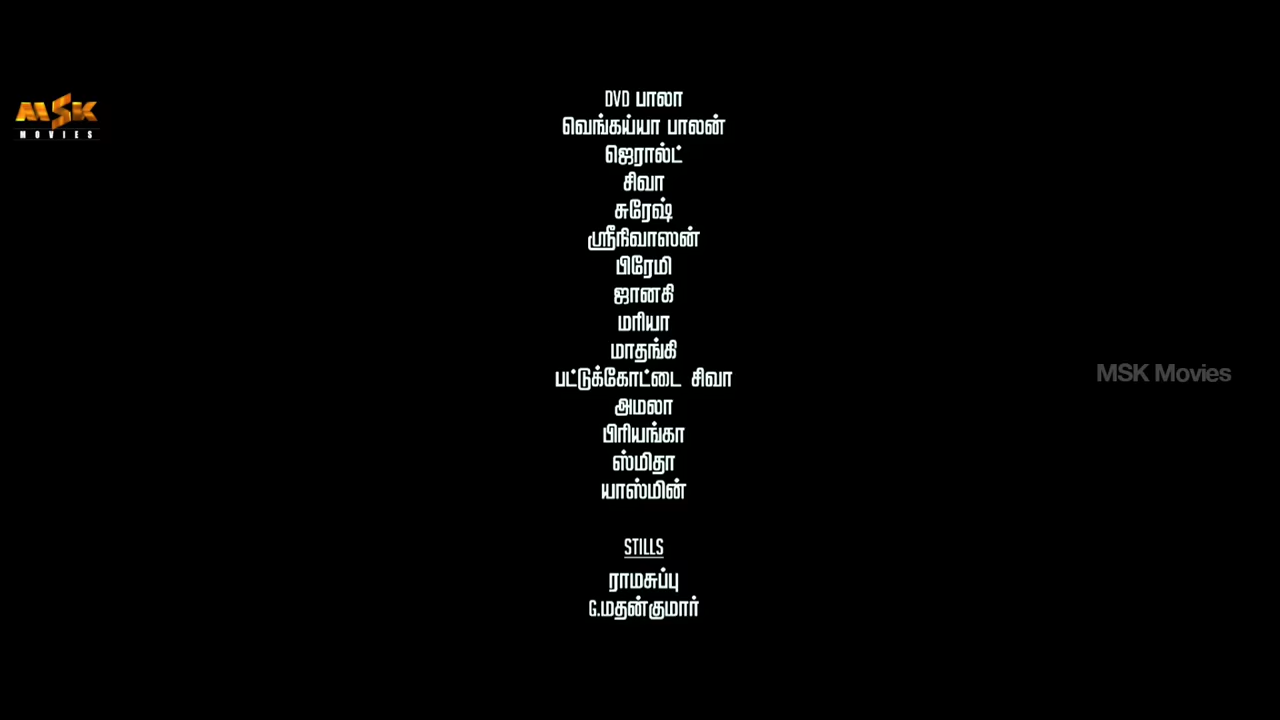 MSK
MOVIES
DVD பாலா
வெங்கய்யா பாலன்
ஜெரால்ட்
சிவா
சுரேஷ்
ஸ்ரீநிவாஸன்
பிரேமி
ஜானகி
மரியா
மாதங்கி
பட்டுக்கோட்டை சிவா
அமலா
பிரியங்கா
ஸ்மிதா
யாஸ்மின்
STILLS
ராமசுப்பு
G.மதன்குமார்
MSK Movies